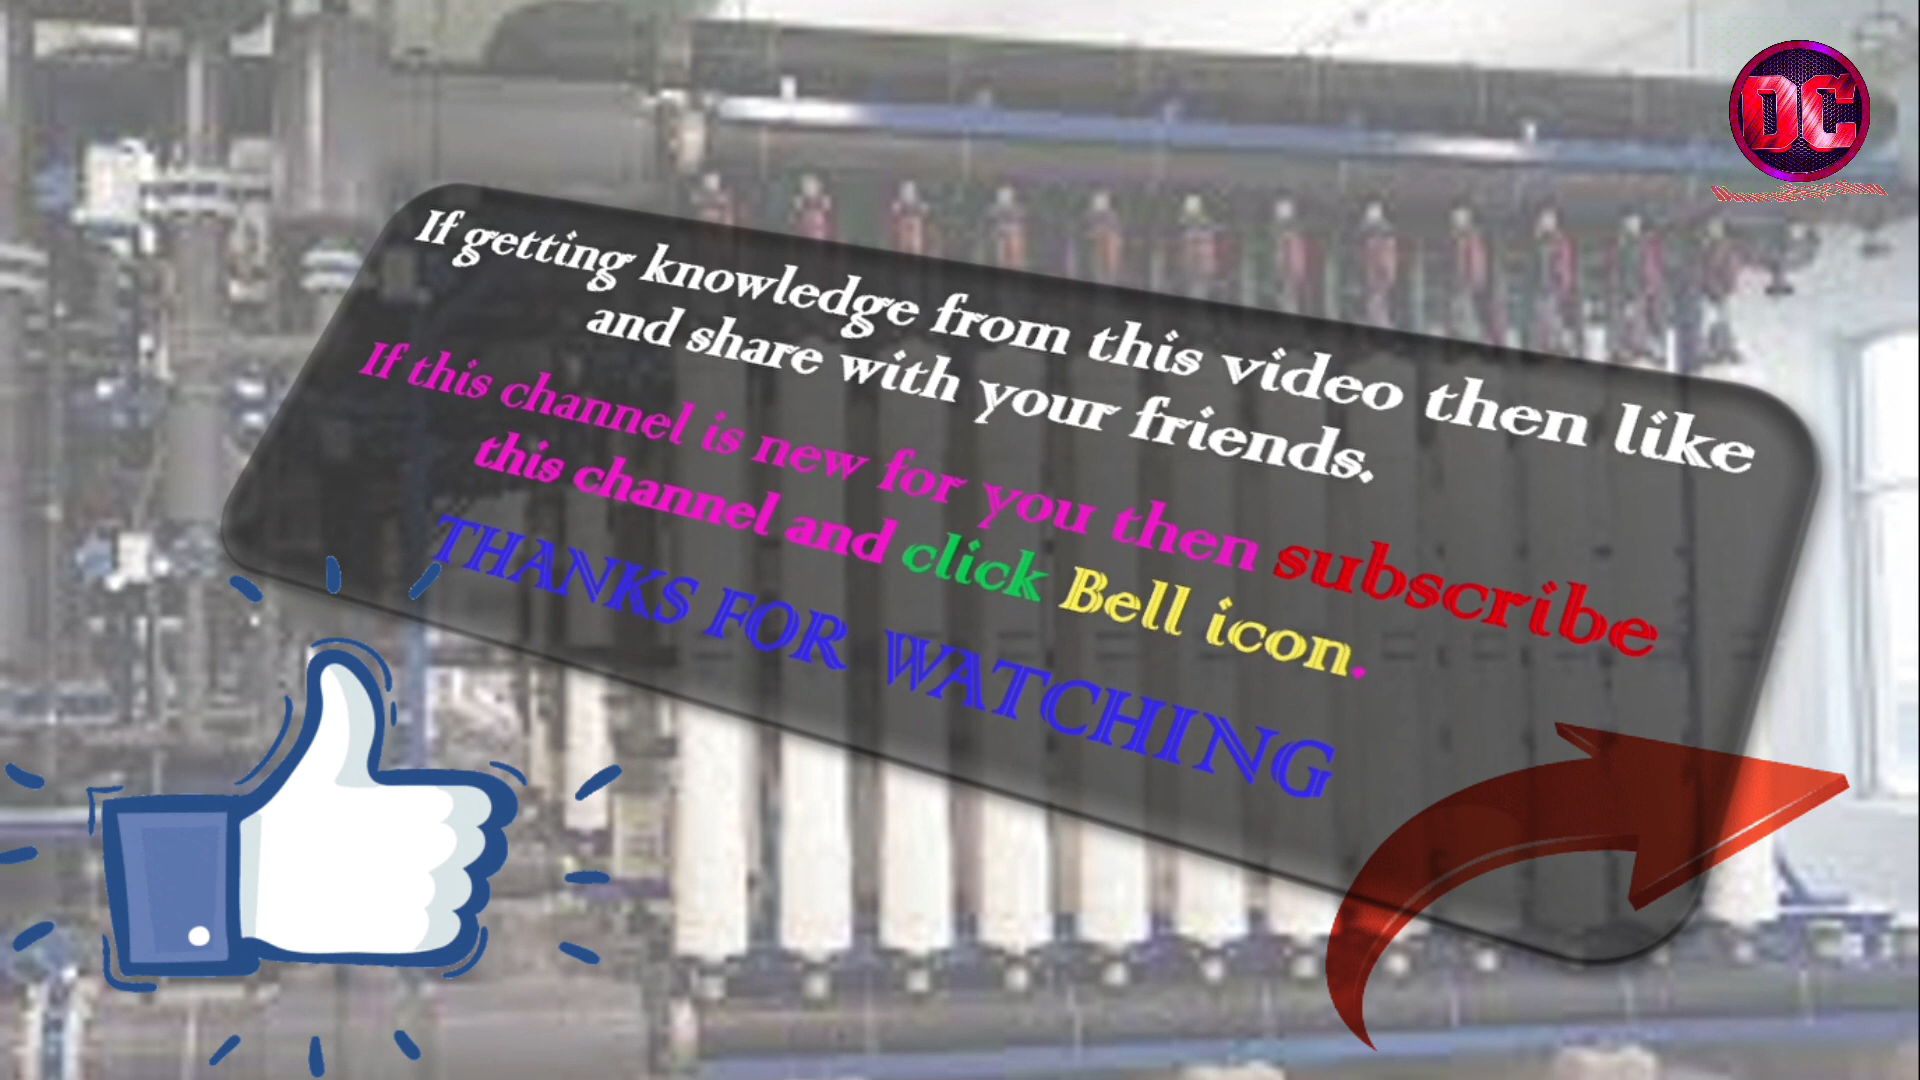 DC
If getting knowledge from this video then like
and share with your friends.
If this channel is new for you then subscribe
this channel and click Bell icon.
THANKS FOR WATCHING